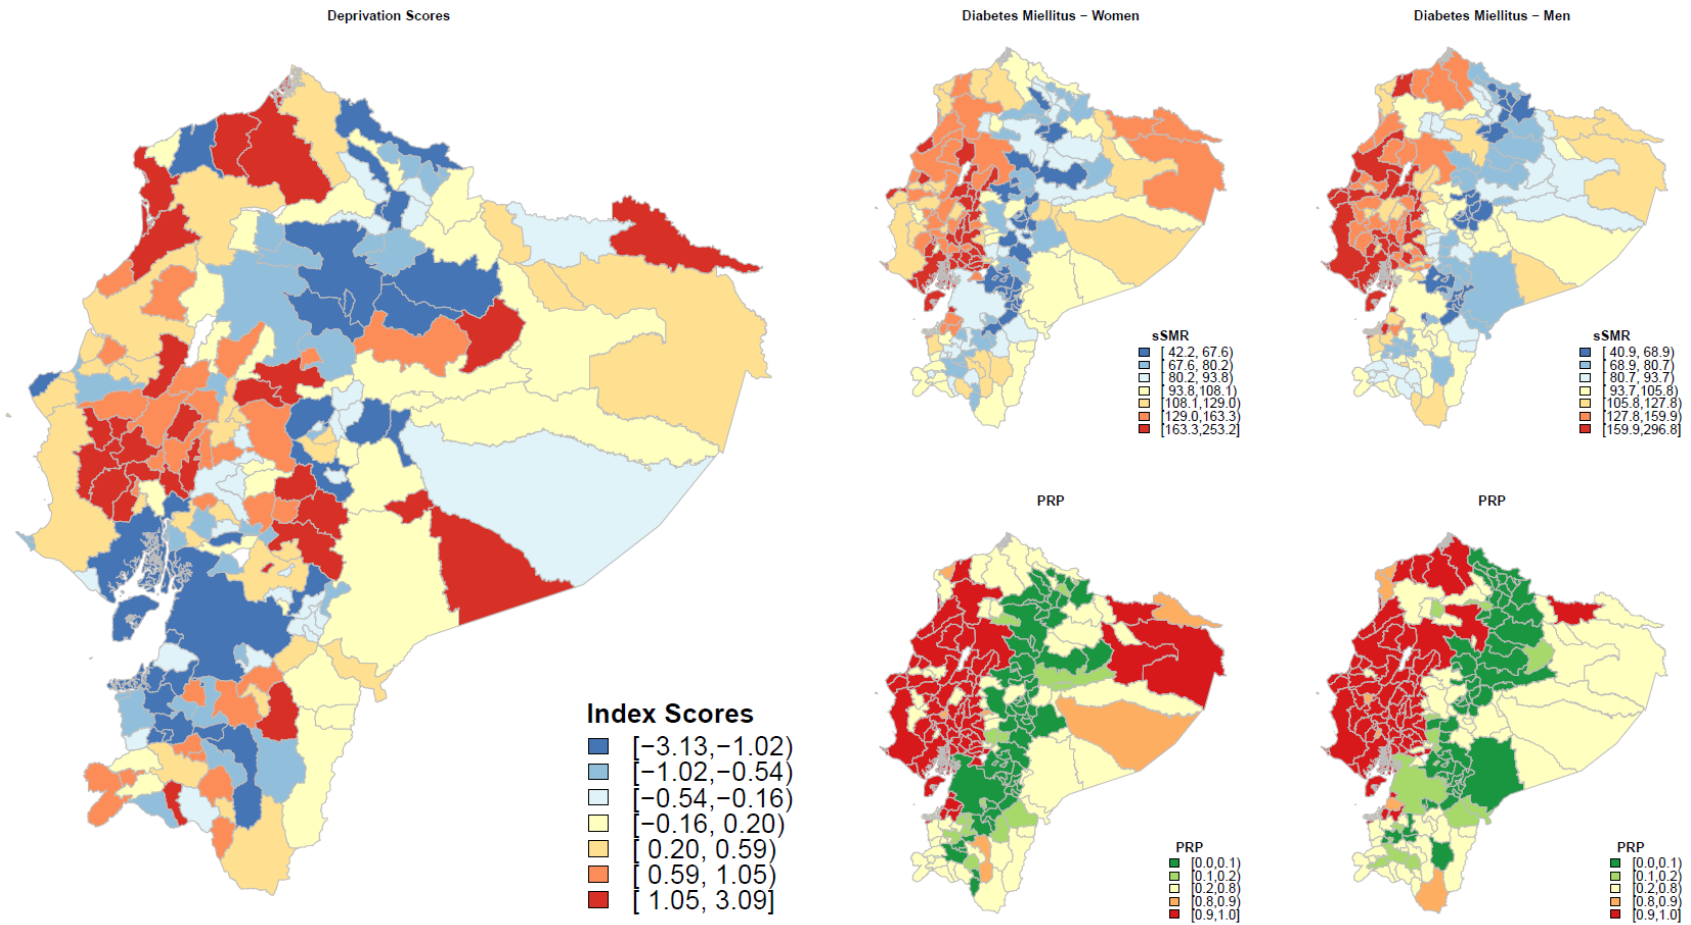 Deprivation Scores
Diabetes Miellitus – Women
Diabetes Miellitus – Men
Index Scores
[−3.13,−1.02)
[−1.02,−0.54)
[−0.54,−0.16)
[−0.16, 0.20)
[ 0.20, 0.59)
[ 0.59, 1.05)
[ 1.05, 3.09]
sSMR
[ 42.2, 67.6)
[ 67.6, 80.2)
[ 80.2, 93.8)
[ 93.8,108.1)
[108.1,129.0)
[129.0,163.3)
[163.3,253.2]
sSMR
[ 40.9, 68.9)
[ 68.9, 80.7)
[ 80.7, 93.7)
[ 93.7,105.8)
[105.8,127.8)
[127.8,159.9)
[159.9,296.8]
PRP
PRP
[0.0,0.1)
[0.1,0.2)
[0.2,0.8)
[0.8,0.9)
[0.9,1.0]
PRP
PRP
[0.0,0.1)
[0.1,0.2)
[0.2,0.8)
[0.8,0.9)
[0.9,1.0]